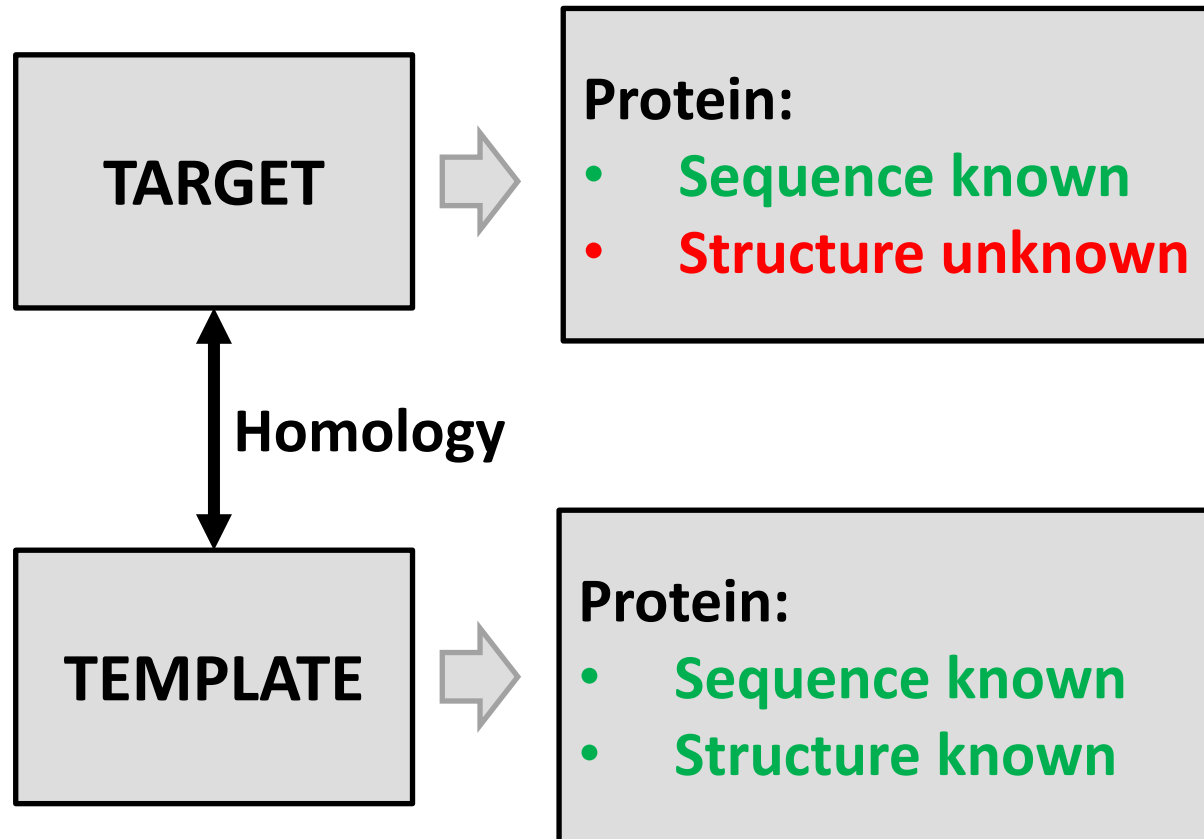 TARGET
Protein:
• Sequence known
• Structure unknown
Homology
TEMPLATE
Protein:
• Sequence known
• Structure known